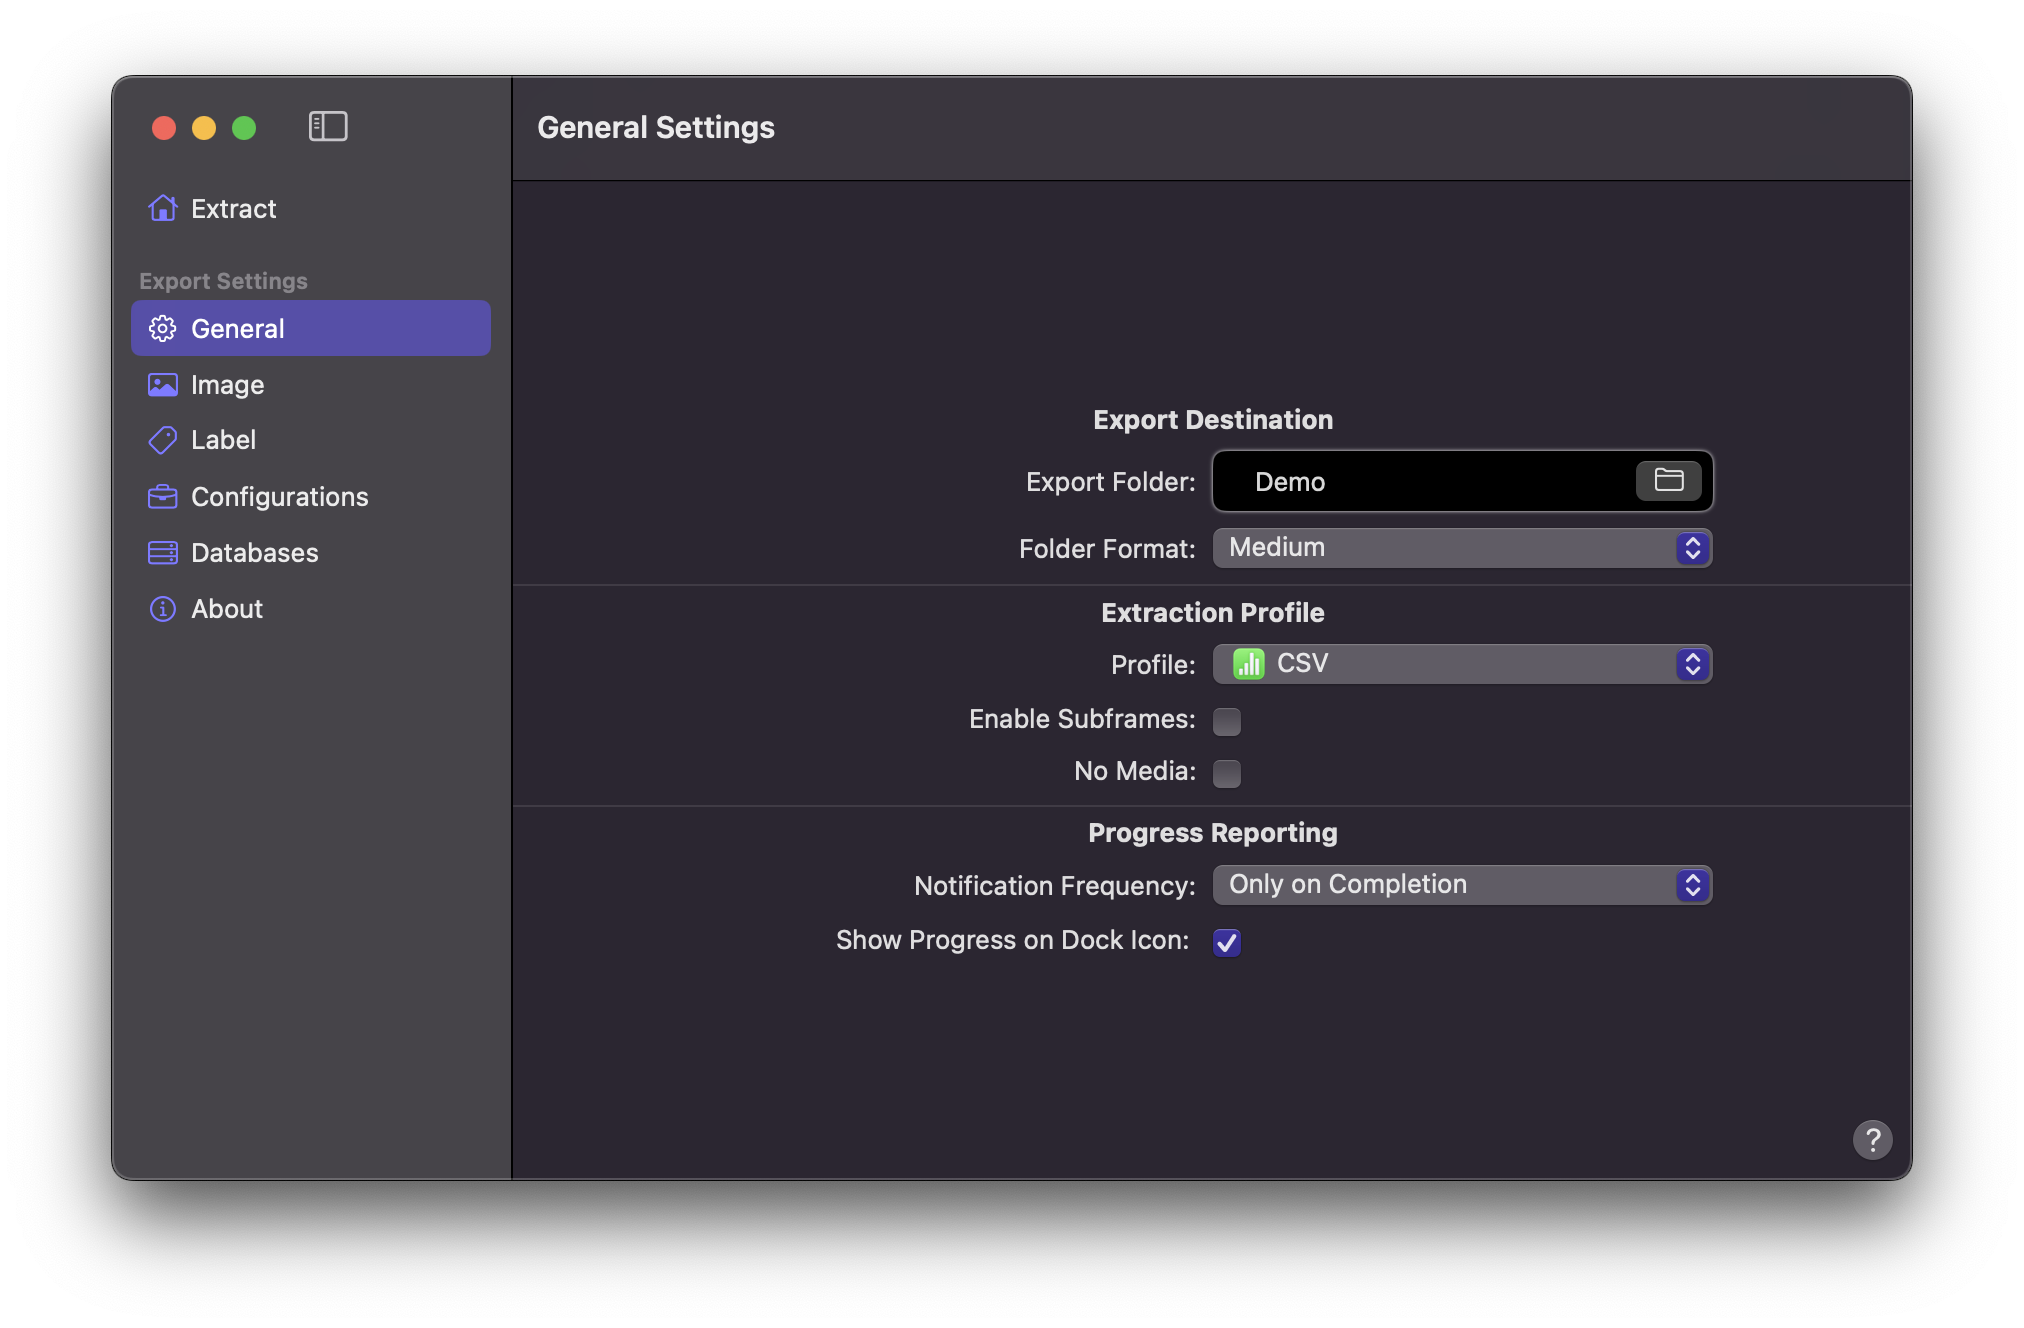 General Settings
Extract
Export Settings
General
Image
Label
Configurations
Databases
About
Export Destination
Export Folder: Demo
Folder Format: Medium
Extraction Profile
Profile: CSV
Enable Subframes:
No Media:
Progress Reporting
Notification Frequency: Only on Completion
Show Progress on Dock Icon:
?